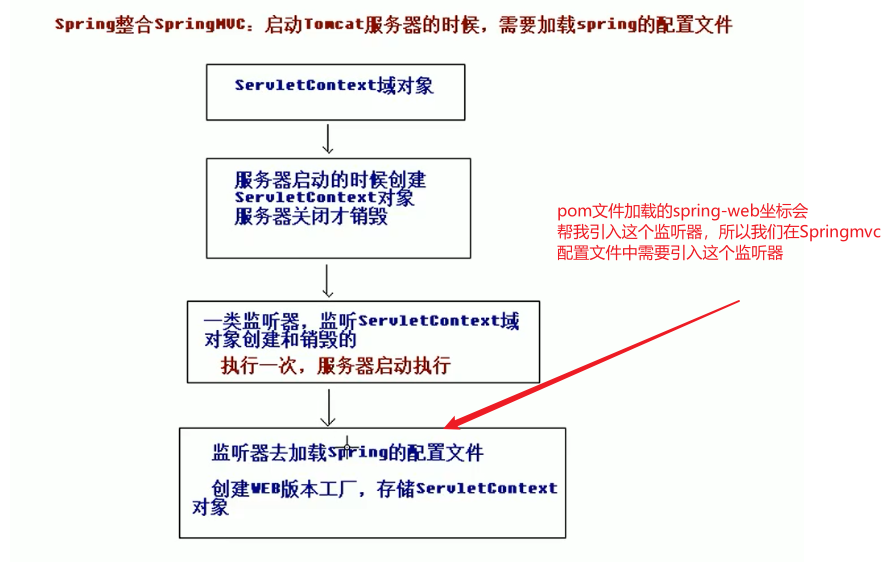 Spring整合SpringMVC：启动Tomcat服务器的时候，需要加载spring的配置文件
ServletContext域对象
服务器启动的时候创建
ServletContext对象
服务器关闭才销毁
一类监听器，监听ServletContext域
对象创建和销毁的
执行一次，服务器启动执行
监听器去加载Spring的配置文件
创建WEB版本工厂，存储ServletContext
对象
pom文件加载的spring-web坐标会
帮我引入这个监听器，所以我们在Springmvc
配置文件中需要引入这个监听器